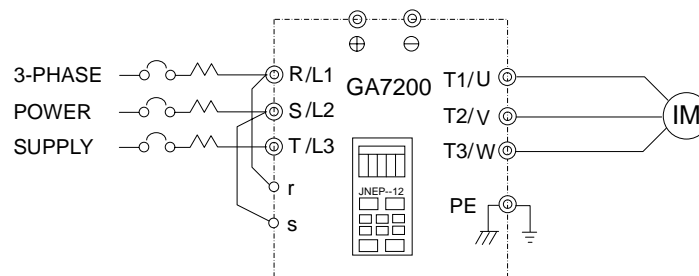 ⊕ ⊖
3-PHASE R/L1 GA7200 T1/U
POWER S/L2 T2/V IM
SUPPLY T/L3 T3/W
JNEP--12
r
s
PE